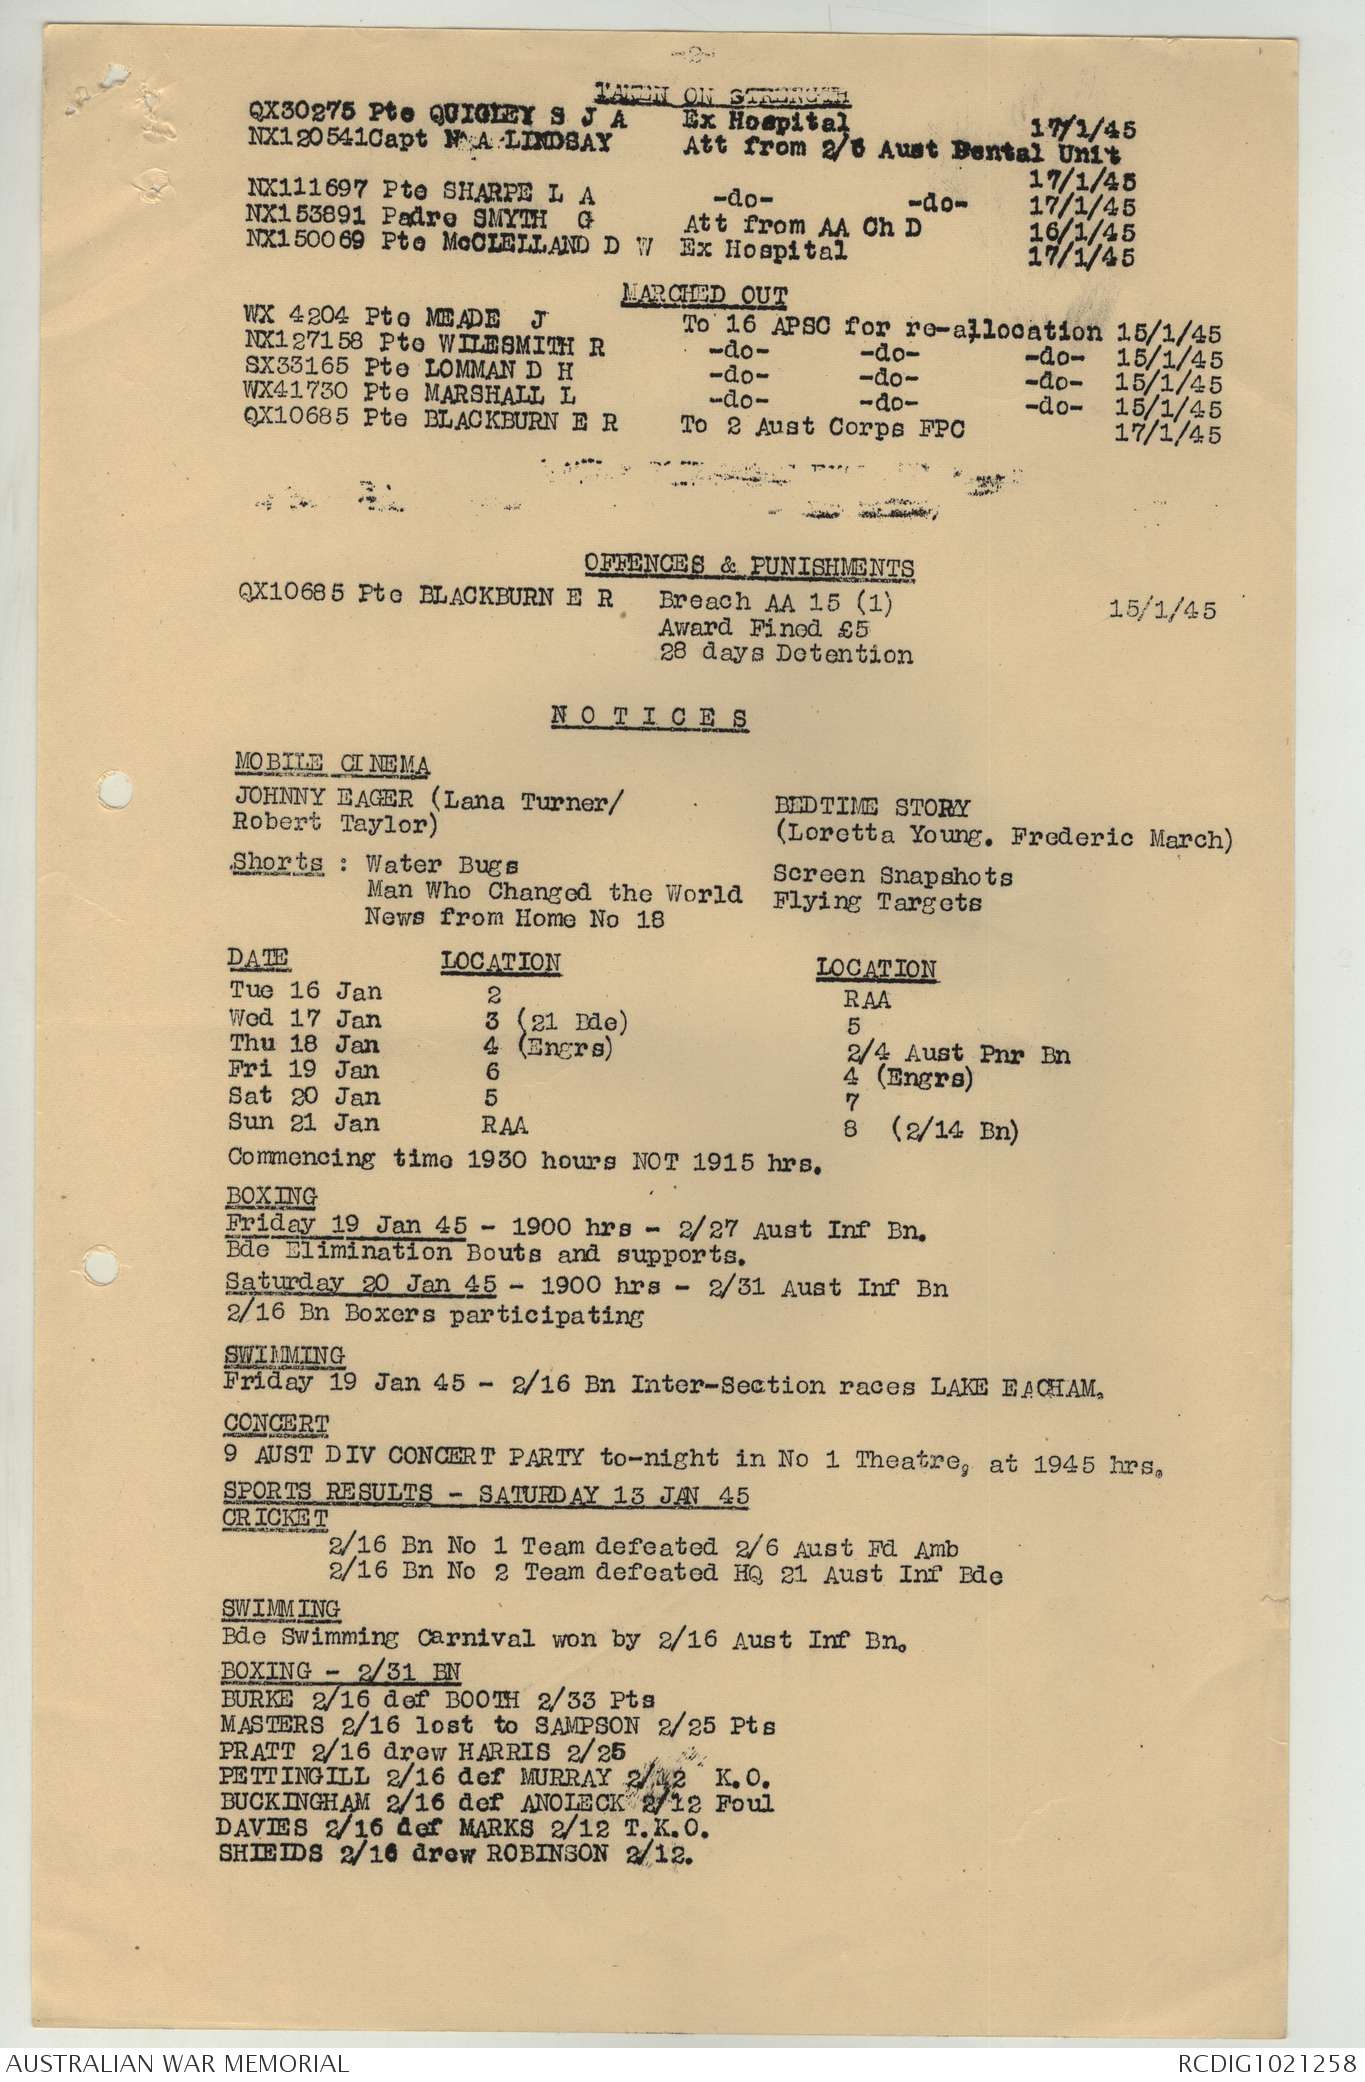 -2-
TAKEN ON STRENGTH
QX30275 Pte QUIGLEY S J A Ex Hospital 17/1/45
NX120541Capt N A LINDSAY Att from 2/6 Aust Dental Unit
17/1/45
NX111697 Pte SHARPE L A -do- -do- 17/1/45
NX153891 Padre SMYTH G Att from AA Ch D 16/1/45
NX150069 Pte McCLELLAND D W Ex Hospital 17/1/45
MARCHED OUT
WX 4204 Pte MEADE J To 16 APSC for re-allocation 15/1/45
NX127158 Pte WILESMITH R -do- -do- -do- 15/1/45
SX33165 Pte LOMMAN D H -do- -do- -do- 15/1/45
WX41730 Pte MARSHALL L -do- -do- -do- 15/1/45
QX10685 Pte BLACKBURN E R To 2 Aust Corps FPC 17/1/45
OFFENCES & PUNISHMENTS
QX10685 Pte BLACKBURN E R Breach AA 15 (1) 15/1/45
Award Fined £5
28 days Detention
N O T I C E S
MOBILE CINEMA
JOHNNY EAGER (Lana Turner/ BEDTIME STORY
Robert Taylor) (Loretta Young. Frederic March)
Shorts : Water Bugs Screen Snapshots
Man Who Changed the World Flying Targets
News from Home No 18
DATE LOCATION LOCATION
Tue 16 Jan 2 RAA
Wed 17 Jan 3 (21 Bde) 5
Thu 18 Jan 4 (Engrs) 2/4 Aust Pnr Bn
Fri 19 Jan 6 4 (Engrs)
Sat 20 Jan 5 7
Sun 21 Jan RAA 8 (2/14 Bn)
Commencing time 1930 hours NOT 1915 hrs.
BOXING
Friday 19 Jan 45 - 1900 hrs - 2/27 Aust Inf Bn.
Bde Elimination Bouts and supports.
Saturday 20 Jan 45 - 1900 hrs - 2/31 Aust Inf Bn
2/16 Bn Boxers participating
SWIMMING
Friday 19 Jan 45 - 2/16 Bn Inter-Section races LAKE EACHAM.
CONCERT
9 AUST DIV CONCERT PARTY to-night in No 1 Theatre, at 1945 hrs.
SPORTS RESULTS - SATURDAY 13 JAN 45
CRICKET
2/16 Bn No 1 Team defeated 2/6 Aust Fd Amb
2/16 Bn No 2 Team defeated HQ 21 Aust Inf Bde
SWIMMING
Bde Swimming Carnival won by 2/16 Aust Inf Bn.
BOXING - 2/31 BN
BURKE 2/16 def BOOTH 2/33 Pts
MASTERS 2/16 lost to SAMPSON 2/25 Pts
PRATT 2/16 drew HARRIS 2/25
PETTINGILL 2/16 def MURRAY 2/12 K.O.
BUCKINGHAM 2/16 def ANOLECK 2/12 Foul
DAVIES 2/16 def MARKS 2/12 T.K.O.
SHIELDS 2/16 drew ROBINSON 2/12.
AUSTRALIAN WAR MEMORIAL RCDIG1021258